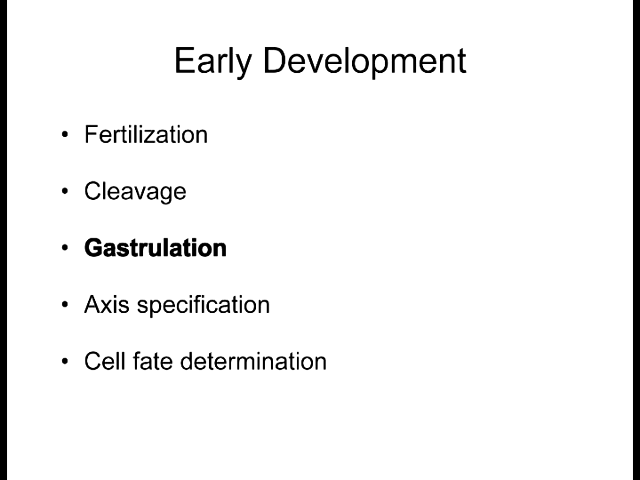 Early Development
• Fertilization
• Cleavage
• Gastrulation
• Axis specification
• Cell fate determination